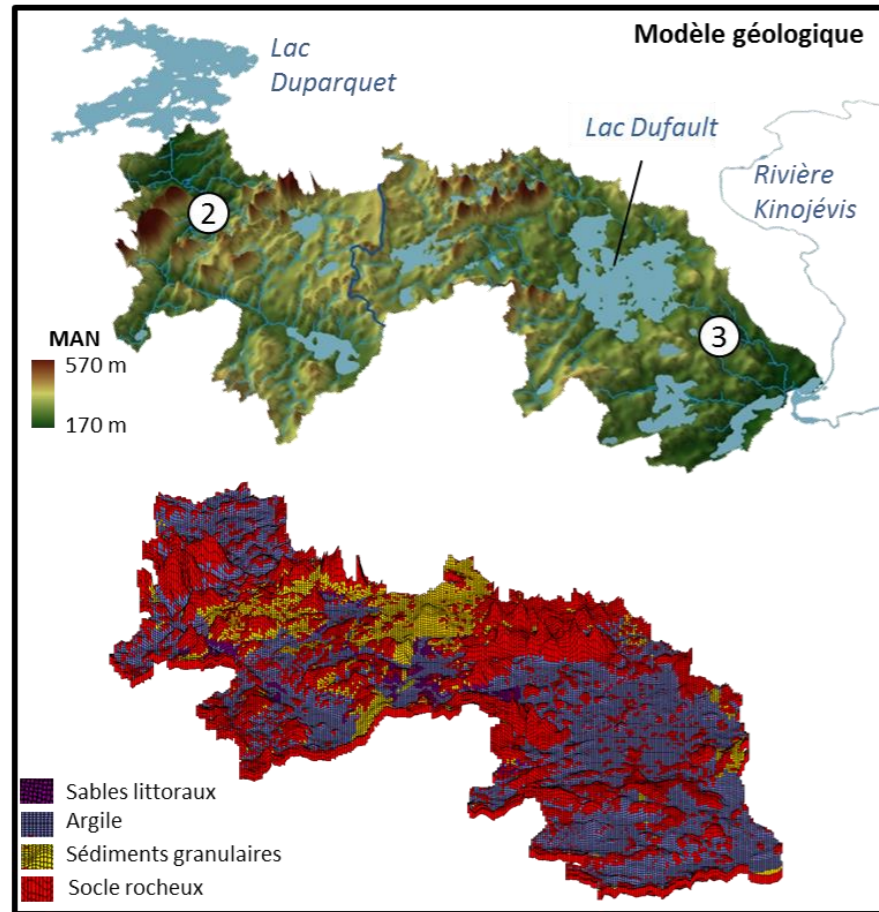 Modèle géologique
Lac
Duparquet
Lac Dufault
Rivière
Kinojévis
2
3
MAN
570 m
170 m
Sables littoraux
Argile
Sédiments granulaires
Socle rocheux